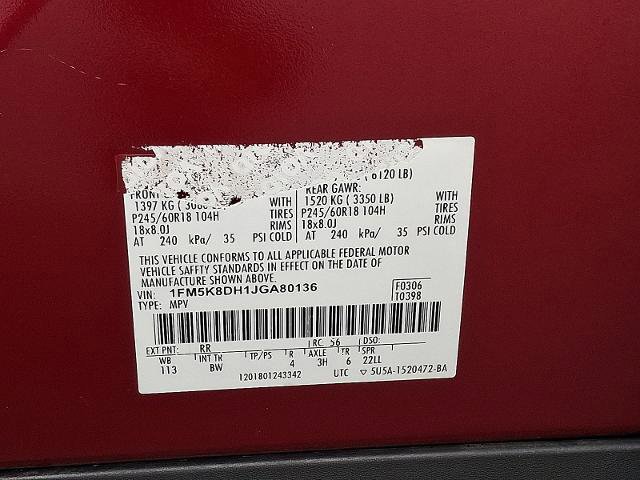 6120 LB)
FRONT
REAR GAWR:
1397 KG ( WITH 1520 KG ( 3350 LB) WITH
P245/60R18 104H TIRES P245/60R18 104H TIRES
18x8.0J RIMS 18x8.0J RIMS
AT 240 kPa/ 35 PSI COLD AT 240 kPa/ 35 PSI COLD
THIS VEHICLE CONFORMS TO ALL APPLICABLE FEDERAL MOTOR
VEHICLE SAFETY STANDARDS IN EFFECT ON THE DATE OF
MANUFACTURE SHOWN ABOVE.
VIN: 1FM5K8DH1JGA80136 F0306
TYPE: MPV T0398
EXT PNT: RR RC: 56 DSO:
WB INT TR TP/PS R AXLE TR SPR
113 BW 4 3H 6 22LL
1201801243342 UTC ▽ 5U5A-1520472-BA